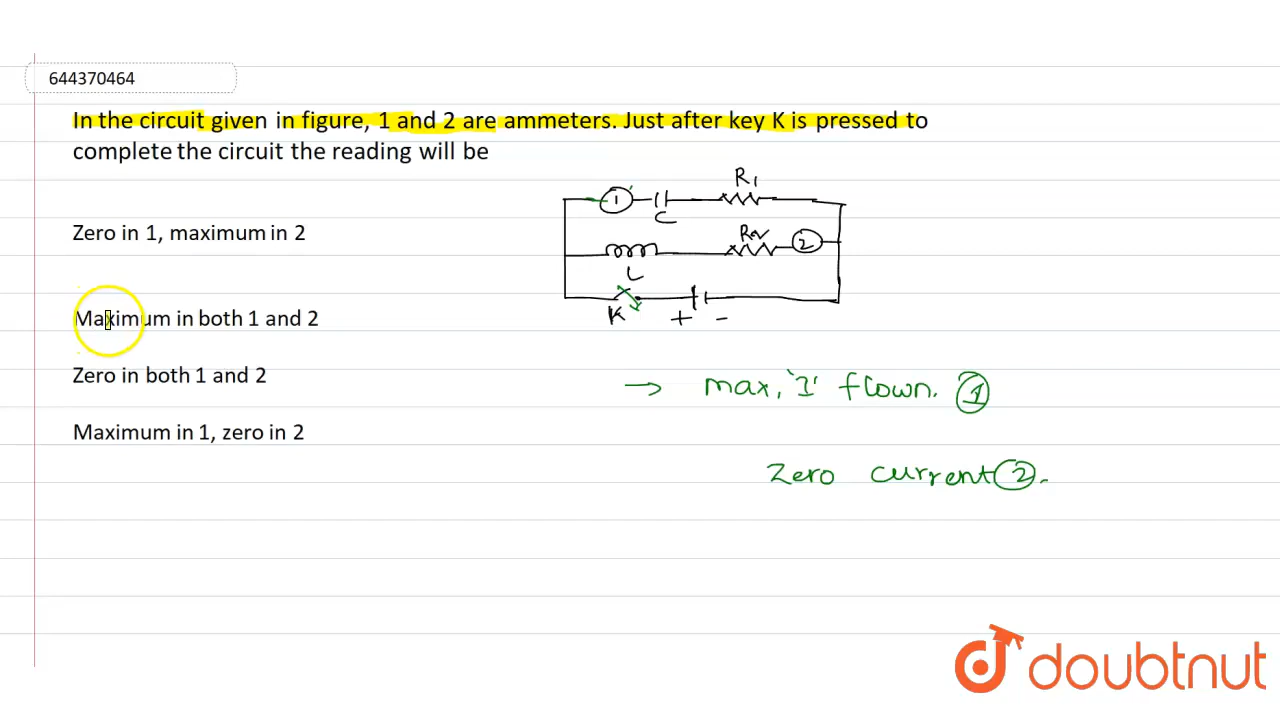 644370464
In the circuit given in figure, 1 and 2 are ammeters. Just after key K is pressed to
complete the circuit the reading will be
R1
1
C
Zero in 1, maximum in 2
R2
2
L
K
+ -
Maximum in both 1 and 2
Zero in both 1 and 2
→ max, 'I' flown. 1
Maximum in 1, zero in 2
Zero current 2.
doubtnut